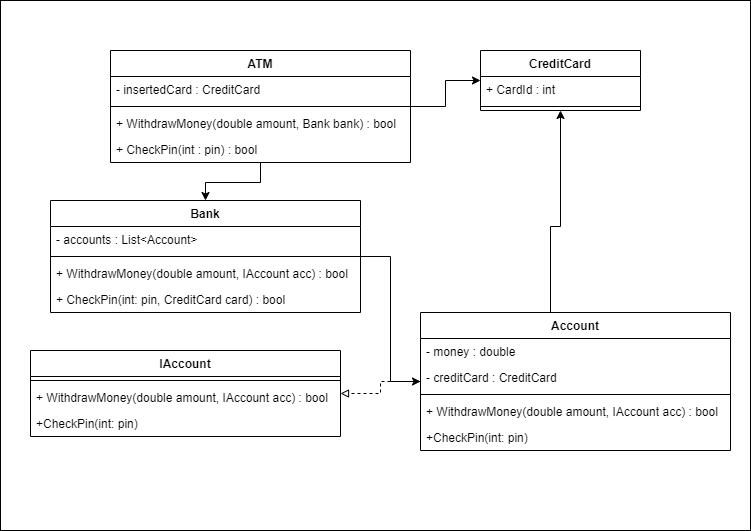 ATM
- insertedCard : CreditCard
+ WithdrawMoney(double amount, Bank bank) : bool
+ CheckPin(int : pin) : bool
CreditCard
+ CardId : int
Bank
- accounts : List<Account>
+ WithdrawMoney(double amount, IAccount acc) : bool
+ CheckPin(int: pin, CreditCard card) : bool
IAccount
+ WithdrawMoney(double amount, IAccount acc) : bool
+CheckPin(int: pin)
Account
- money : double
- creditCard : CreditCard
+ WithdrawMoney(double amount, IAccount acc) : bool
+CheckPin(int: pin)